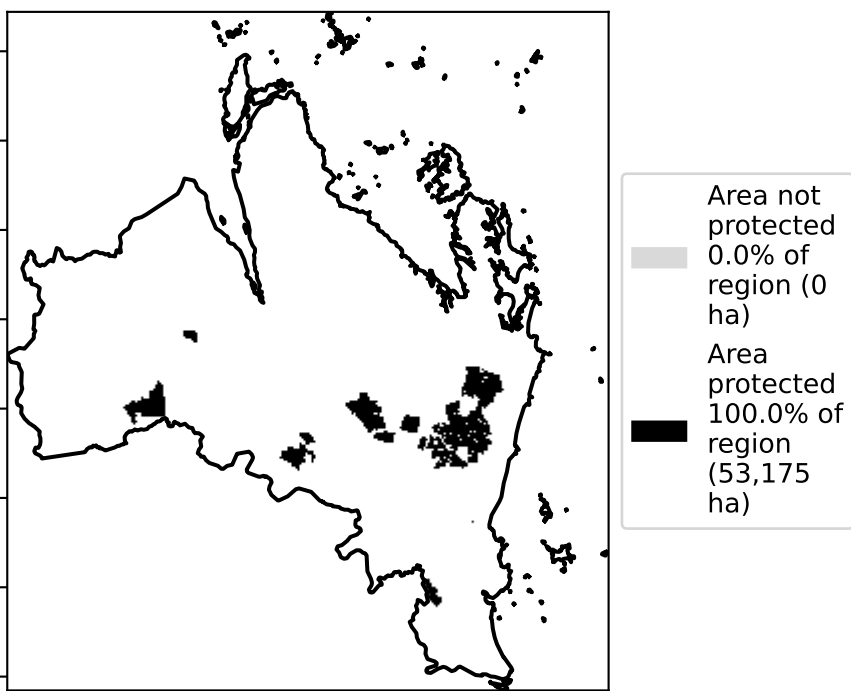 Area not
protected
0.0% of
region (0
ha)
Area
protected
100.0% of
region
(53,175
ha)